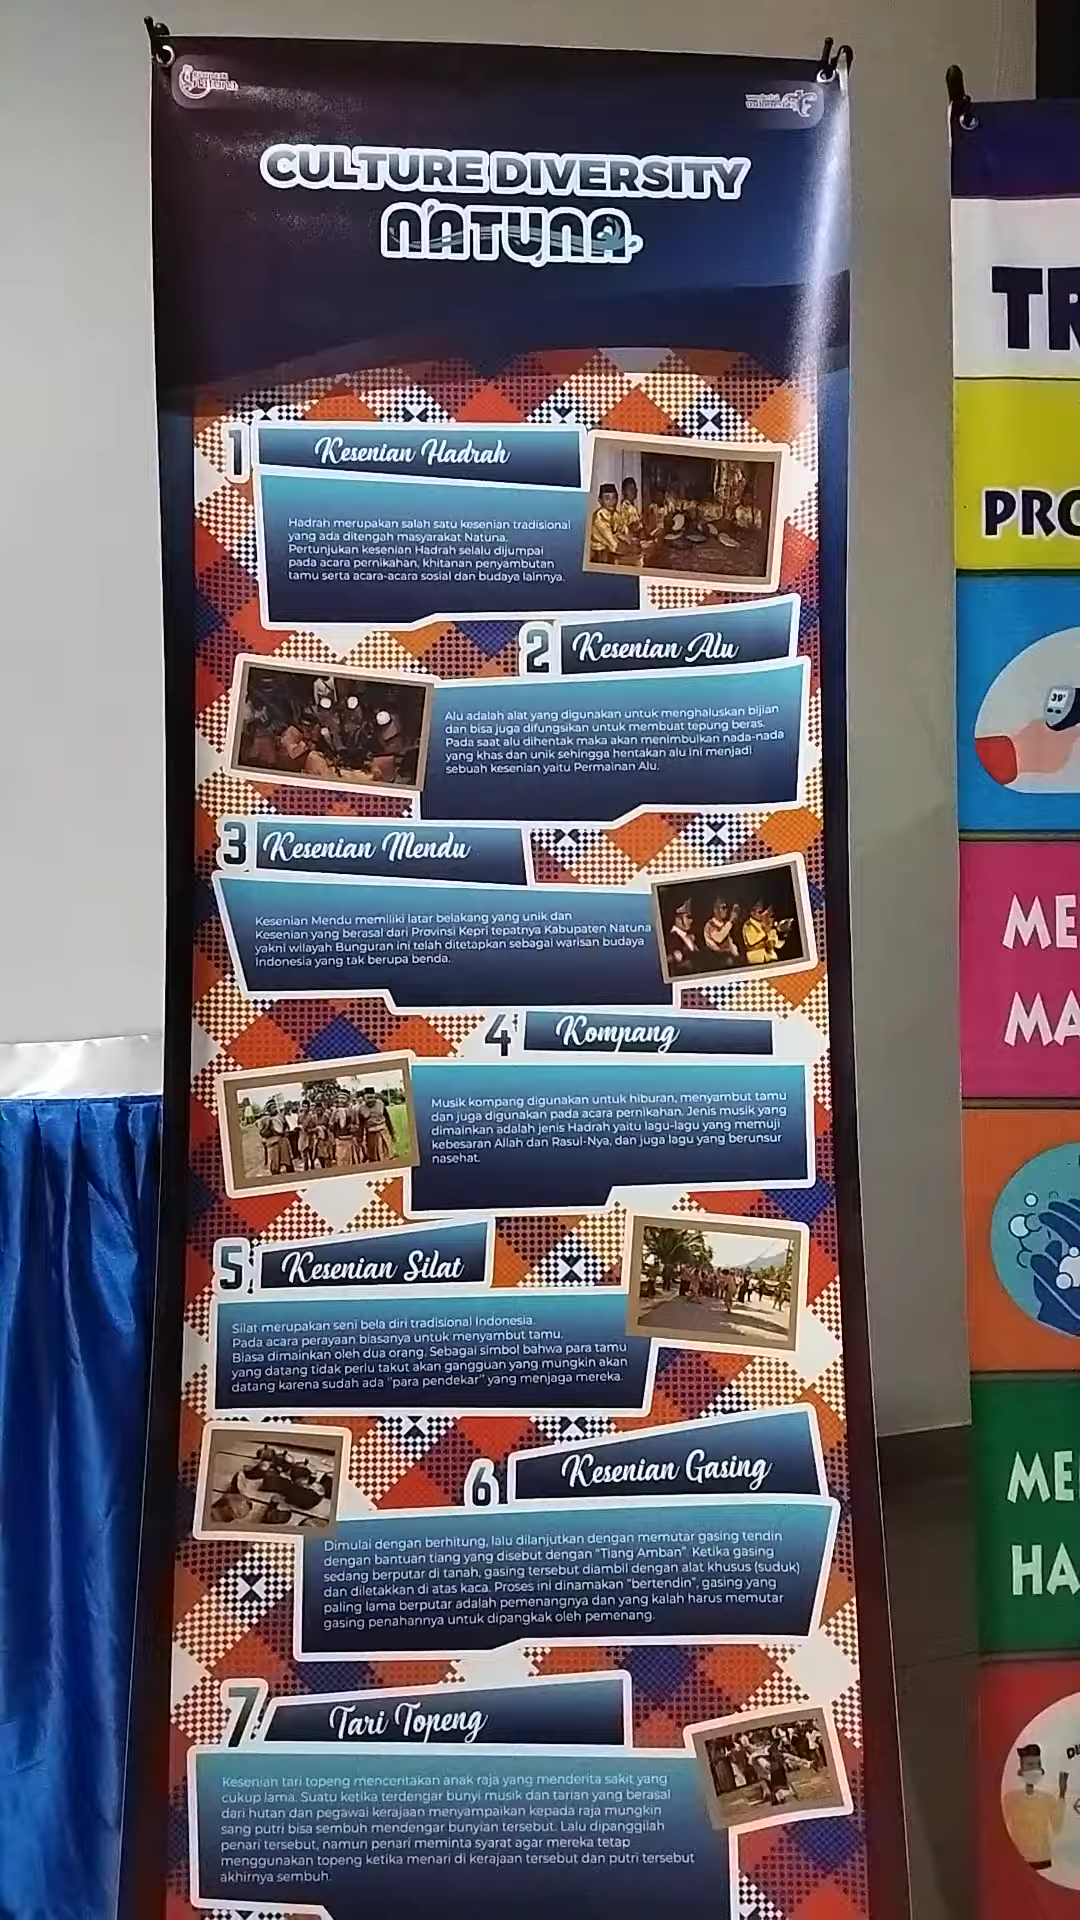 CULTURE DIVERSITY
NATUNA
1
Kesenian Hadrah
Hadrah merupakan salah satu kesenian tradisional
yang ada ditengah masyarakat Natuna.
Pertunjukan kesenian Hadrah selalu dijumpai
pada acara pernikahan, khitanan penyambutan
tamu serta acara-acara sosial dan budaya lainnya.
2
Kesenian Alu
Alu adalah alat yang digunakan untuk menghaluskan bijian
dan bisa juga difungsikan untuk membuat tepung beras.
Pada saat alu dihentak maka akan menimbulkan nada-nada
yang khas dan unik sehingga hentakan alu ini menjadi
sebuah kesenian yaitu Permainan Alu.
3
Kesenian Mendu
Kesenian Mendu memiliki latar belakang yang unik dan
Kesenian yang berasal dari Provinsi Kepri tepatnya Kabupaten Natuna
yakni wilayah Bunguran ini telah ditetapkan sebagai warisan budaya
Indonesia yang tak berupa benda.
4
Kompang
Musik kompang digunakan untuk hiburan, menyambut tamu
dan juga digunakan pada acara pernikahan. Jenis musik yang
dimainkan adalah jenis Hadrah yaitu lagu-lagu yang memuji
kebesaran Allah dan Rasul-Nya, dan juga lagu yang berunsur
nasehat.
5
Kesenian Silat
Silat merupakan seni bela diri tradisional Indonesia.
Pada acara perayaan biasanya untuk menyambut tamu.
Biasa dimainkan oleh dua orang. Sebagai simbol bahwa para tamu
yang datang tidak perlu takut akan gangguan yang mungkin akan
datang karena sudah ada "para pendekar" yang menjaga mereka.
6
Kesenian Gasing
Dimulai dengan berhitung, lalu dilanjutkan dengan memutar gasing tendin
dengan bantuan tiang yang disebut dengan "Tiang Amban". Ketika gasing
sedang berputar di tanah, gasing tersebut diambil dengan alat khusus (suduk)
dan diletakkan di atas kaca. Proses ini dinamakan "bertendin", gasing yang
paling lama berputar adalah pemenangnya dan yang kalah harus memutar
gasing penahannya untuk dipangkak oleh pemenang.
7
Tari Topeng
Kesenian tari topeng menceritakan anak raja yang menderita sakit yang
cukup lama. Suatu ketika terdengar bunyi musik dan tarian yang berasal
dari hutan dan pegawai kerajaan menyampaikan kepada raja mungkin
sang putri bisa sembuh mendengar bunyian tersebut. Lalu dipanggilah
penari tersebut, namun penari meminta syarat agar mereka tetap
menggunakan topeng ketika menari di kerajaan tersebut dan putri tersebut
akhirnya sembuh.
TR
PRO
39°
ME
MA
ME
HA